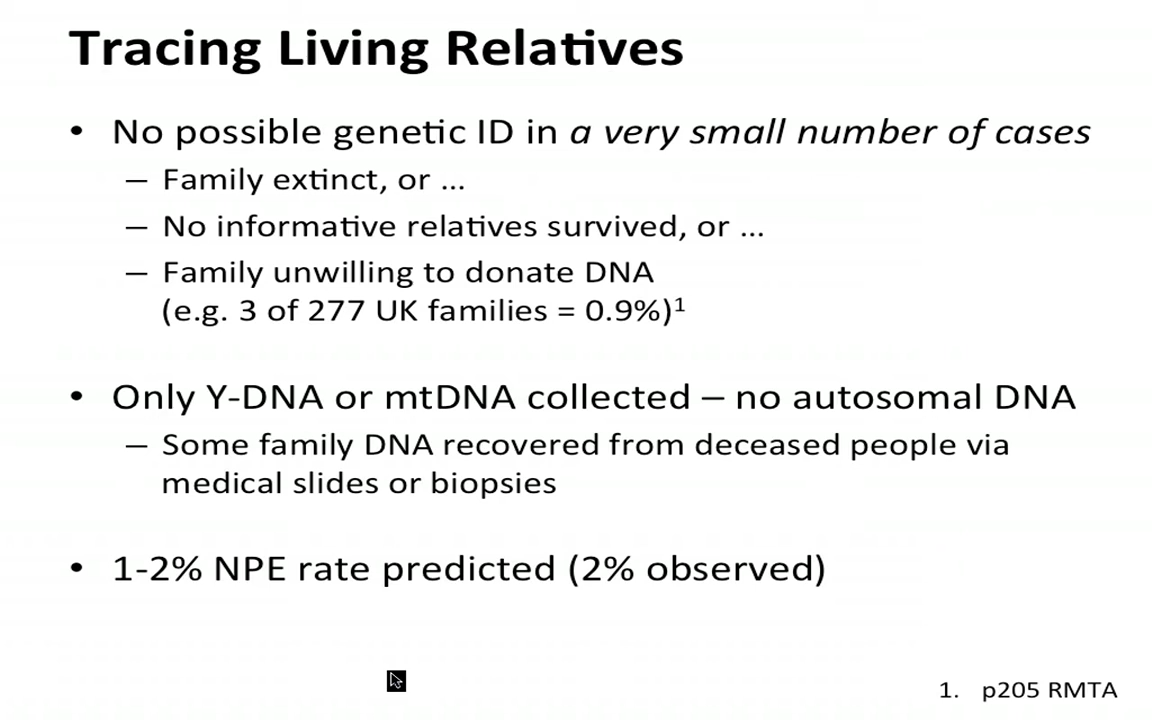 Tracing Living Relatives
• No possible genetic ID in a very small number of cases
– Family extinct, or ...
– No informative relatives survived, or ...
– Family unwilling to donate DNA
(e.g. 3 of 277 UK families = 0.9%)¹
• Only Y-DNA or mtDNA collected – no autosomal DNA
– Some family DNA recovered from deceased people via
medical slides or biopsies
• 1-2% NPE rate predicted (2% observed)
1. p205 RMTA